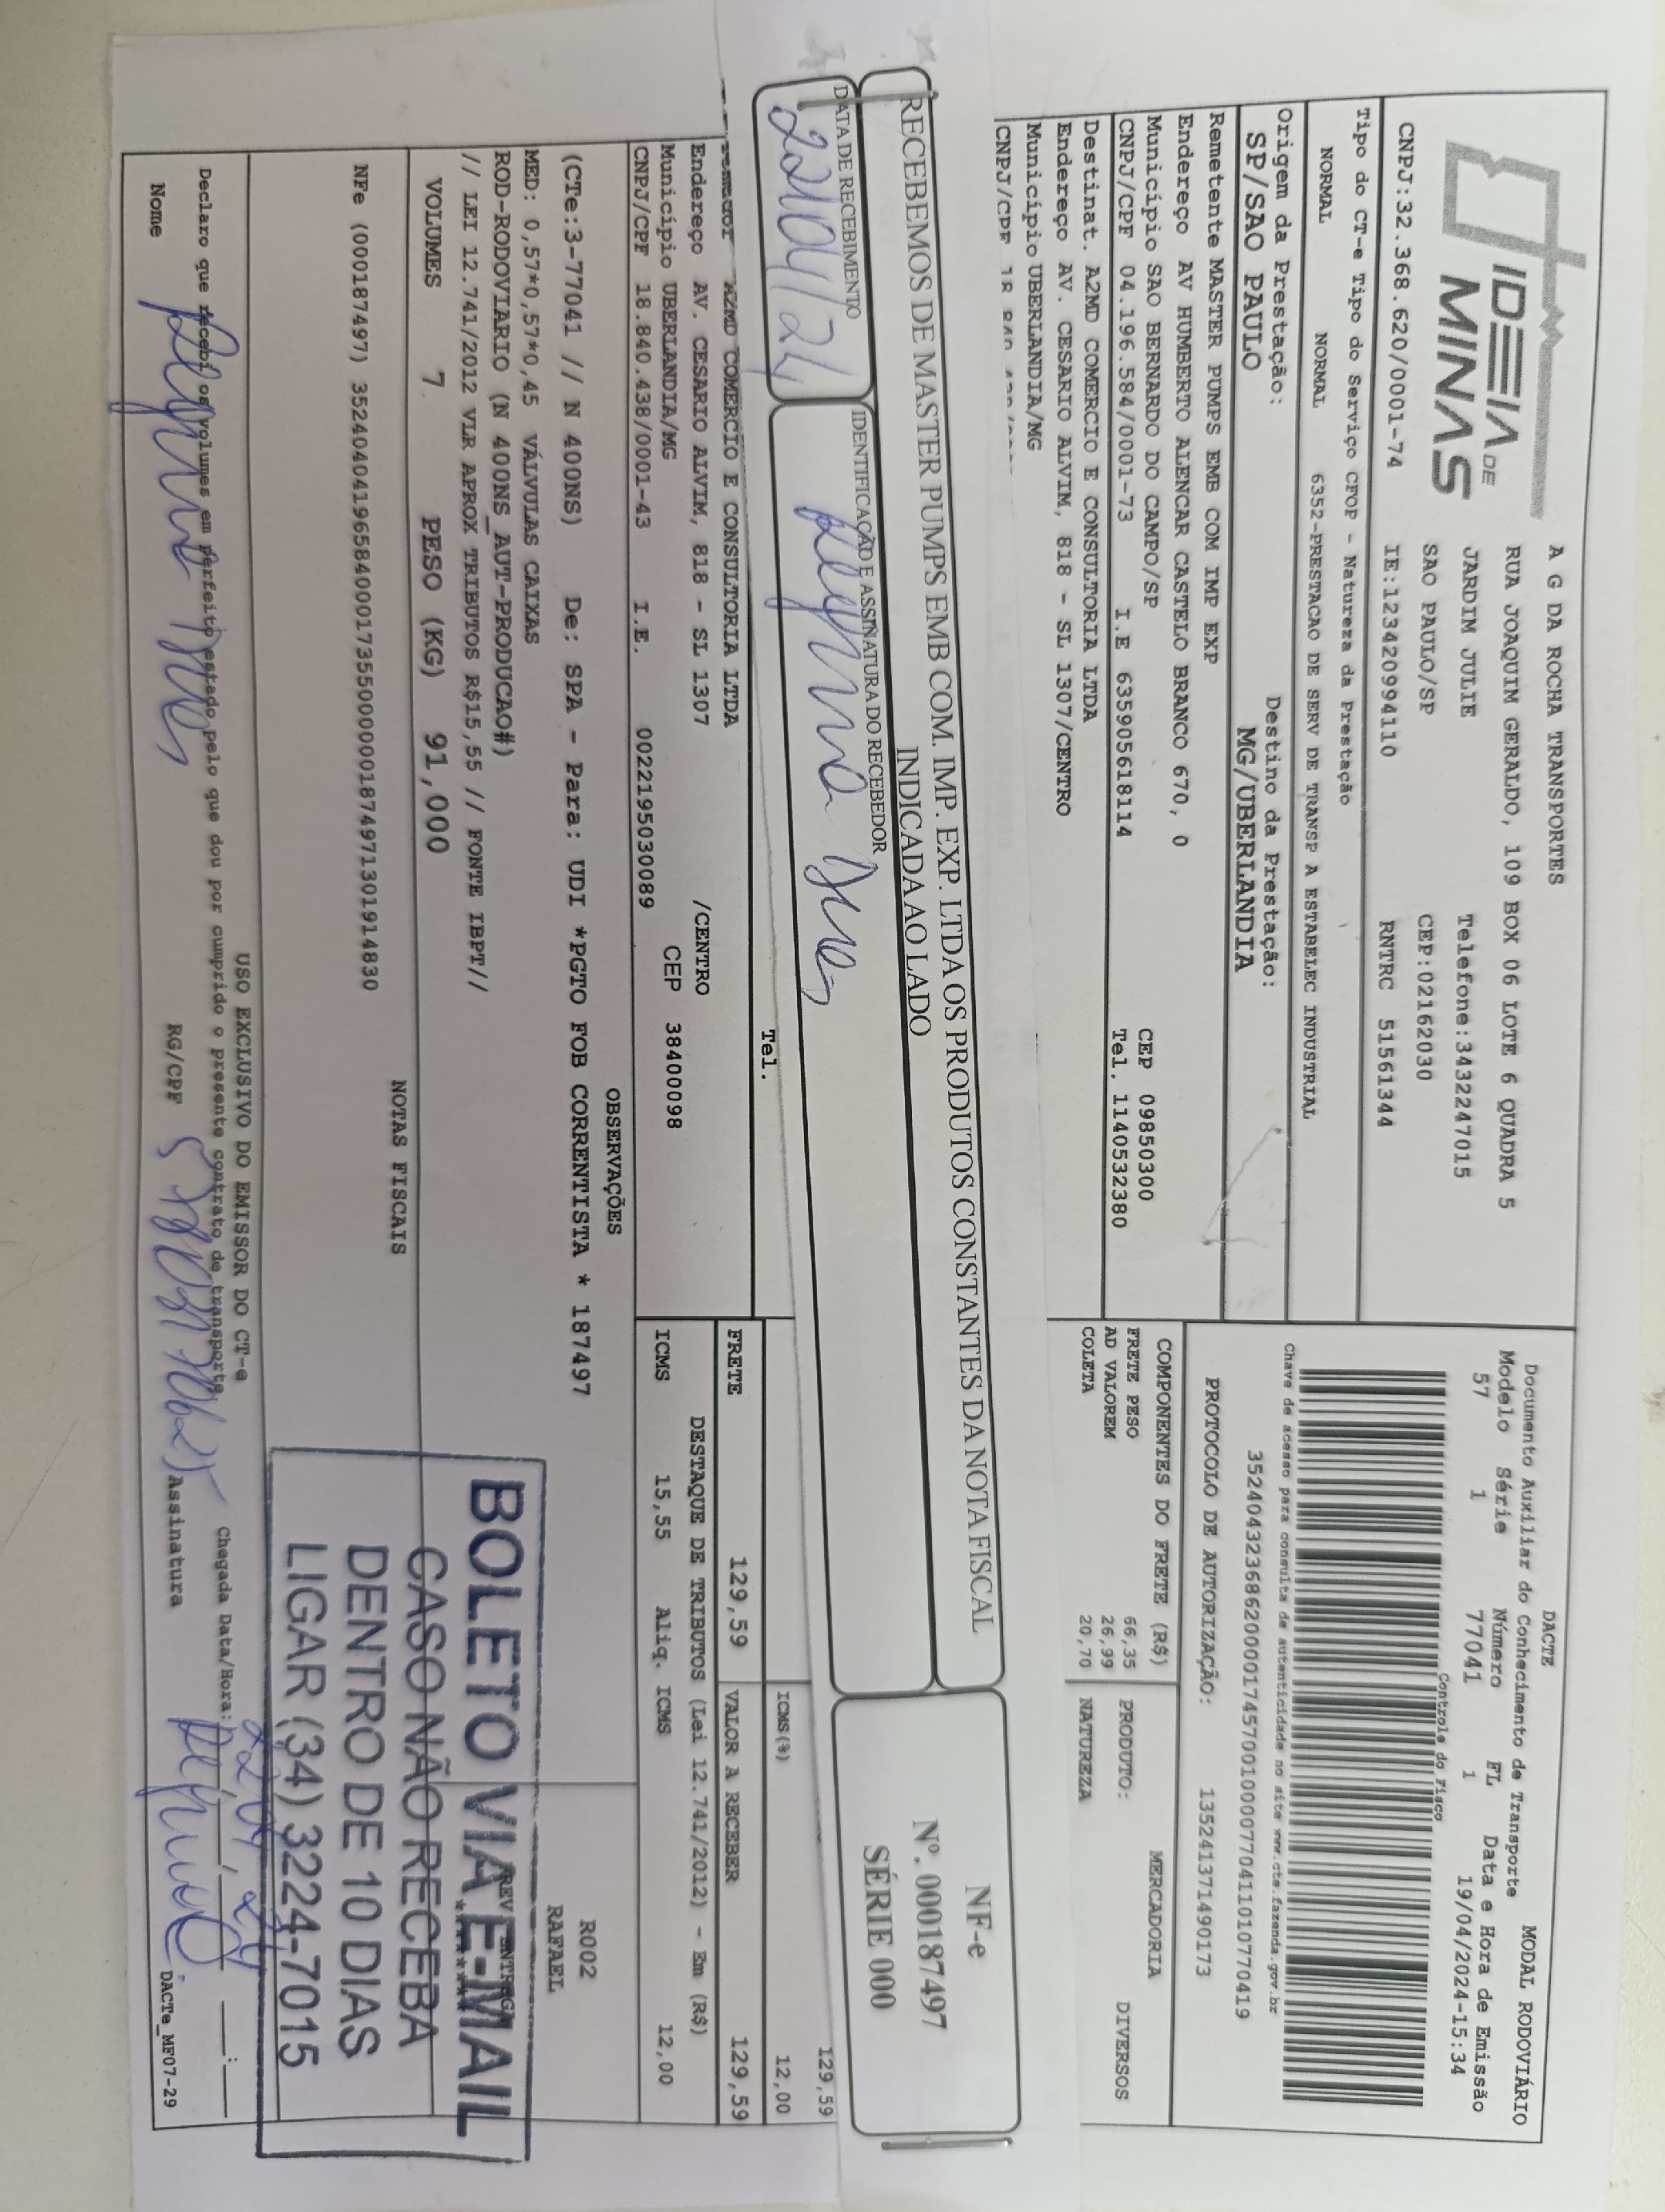 IDEIA DE
MINAS
A G DA ROCHA TRANSPORTES
RUA JOAQUIM GERALDO, 109 BOX 06 LOTE 6 QUADRA 5
JARDIM JULIE Telefone:3432247015
SAO PAULO/SP CEP:02162030
CNPJ:32.368.620/0001-74 IE:123420994110 RNTRC 51561344
DACTE MODAL RODOVIÁRIO
Documento Auxiliar do Conhecimento de Transporte
Modelo Série Número FL Data e Hora de Emissão
57 1 77041 1 19/04/2024-15:34
Controle do Fisco
Tipo do CT-e Tipo do Serviço CFOP - Natureza da Prestação
NORMAL NORMAL 6352-PRESTACAO DE SERV DE TRANSP A ESTABELEC INDUSTRIAL
Chave de acesso para consulta de autenticidade no site www.cte.fazenda.gov.br
35240432368620000174570010000770411010770419
Origem da Prestação: Destino da Prestação:
SP/SAO PAULO MG/UBERLANDIA
PROTOCOLO DE AUTORIZAÇÃO: 135241371490173
Remetente MASTER PUMPS EMB COM IMP EXP
Endereço AV HUMBERTO ALENCAR CASTELO BRANCO 670, 0
Município SAO BERNARDO DO CAMPO/SP CEP 09850300
CNPJ/CPF 04.196.584/0001-73 I.E 635905618114 Tel. 1140532380
COMPONENTES DO FRETE (R$) MERCADORIA
FRETE PESO 66,35 PRODUTO: DIVERSOS
AD VALOREM 26,99
COLETA 20,70 NATUREZA
Destinat. A2MD COMERCIO E CONSULTORIA LTDA
Endereço AV. CESARIO ALVIM, 818 - SL 1307/CENTRO
Município UBERLANDIA/MG
CNPJ/CPF
RECEBEMOS DE MASTER PUMPS EMB COM. IMP. EXP. LTDA OS PRODUTOS CONSTANTES DA NOTA FISCAL
INDICADA AO LADO
NF-e
Nº. 000187497
SÉRIE 000
DATA DE RECEBIMENTO IDENTIFICAÇÃO E ASSINATURA DO RECEBEDOR
22/04/24
129,59
Tel. ICMS(%) 12,00
A2MD COMERCIO E CONSULTORIA LTDA
FRETE 129,59 VALOR A RECEBER 129,59
Endereço AV. CESARIO ALVIM, 818 - SL 1307 /CENTRO
Município UBERLANDIA/MG CEP 38400098
CNPJ/CPF 18.840.438/0001-43 I.E. 0022195030089
DESTAQUE DE TRIBUTOS (Lei 12.741/2012) - Em (R$)
ICMS 15,55 Aliq. ICMS 12,00
OBSERVAÇÕES
(CTe:3-77041 // N 400NS) De: SPA - Para: UDI *PGTO FOB CORRENTISTA * 187497
R002
RAFAEL
MED: 0,57*0,57*0,45 VÁLVULAS CAIXAS
ROD-RODOVIARIO (N 400NS_AUT-PRODUCAO#)
// LEI 12.741/2012 VLR APROX TRIBUTOS R$15,55 // FONTE IBPT//
VOLUMES 7 PESO (KG) 91,000
NOTAS FISCAIS
NFe (000187497) 35240404196584000173550000001874971301914830
BOLETO VIA E-MAIL
CASO NÃO RECEBA
DENTRO DE 10 DIAS
LIGAR (34) 3224-7015
USO EXCLUSIVO DO EMISSOR DO CT-e
Declaro que recebi os volumes em perfeito estado pelo que dou por cumprido o presente contrato de transporte
Chegada Data/Hora:
Nome RG/CPF Assinatura
DACTe_MF07-29